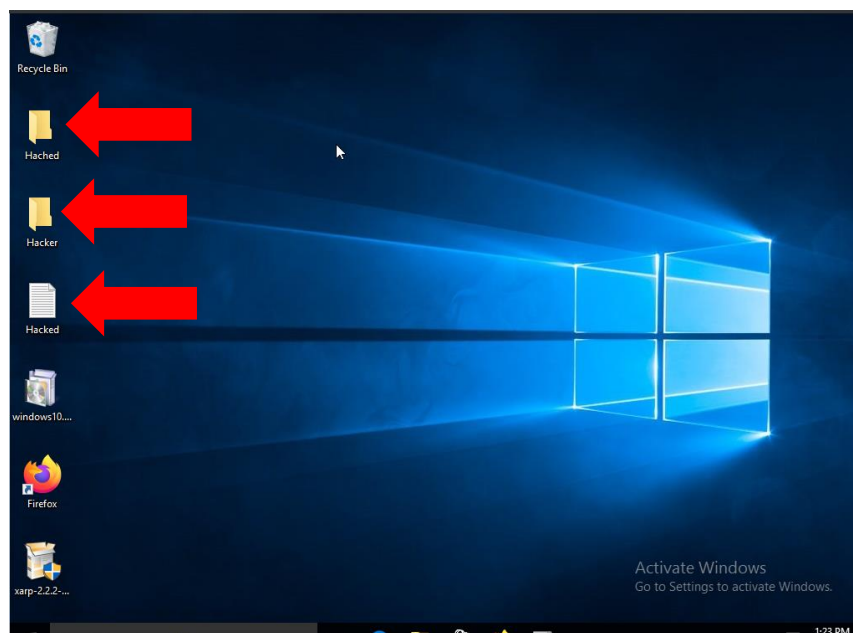 Recycle Bin
Hached
Hacker
Hacked
windows10....
Firefox
xarp-2.2.2-...
Activate Windows
Go to Settings to activate Windows.
1:23 PM